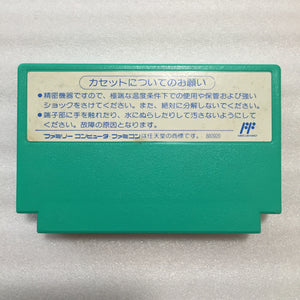 カセットについてのお願い
●精密機器ですので、極端な温度条件下での使用や保管および強い
ショックをさけてください。また、絶対に分解しないでください。
●端子部に手を触れたり、水にぬらしたりして汚さないようにして
ください。故障の原因となります。
ファミリーコンピュータ・ファミコンは任天堂の商標です。